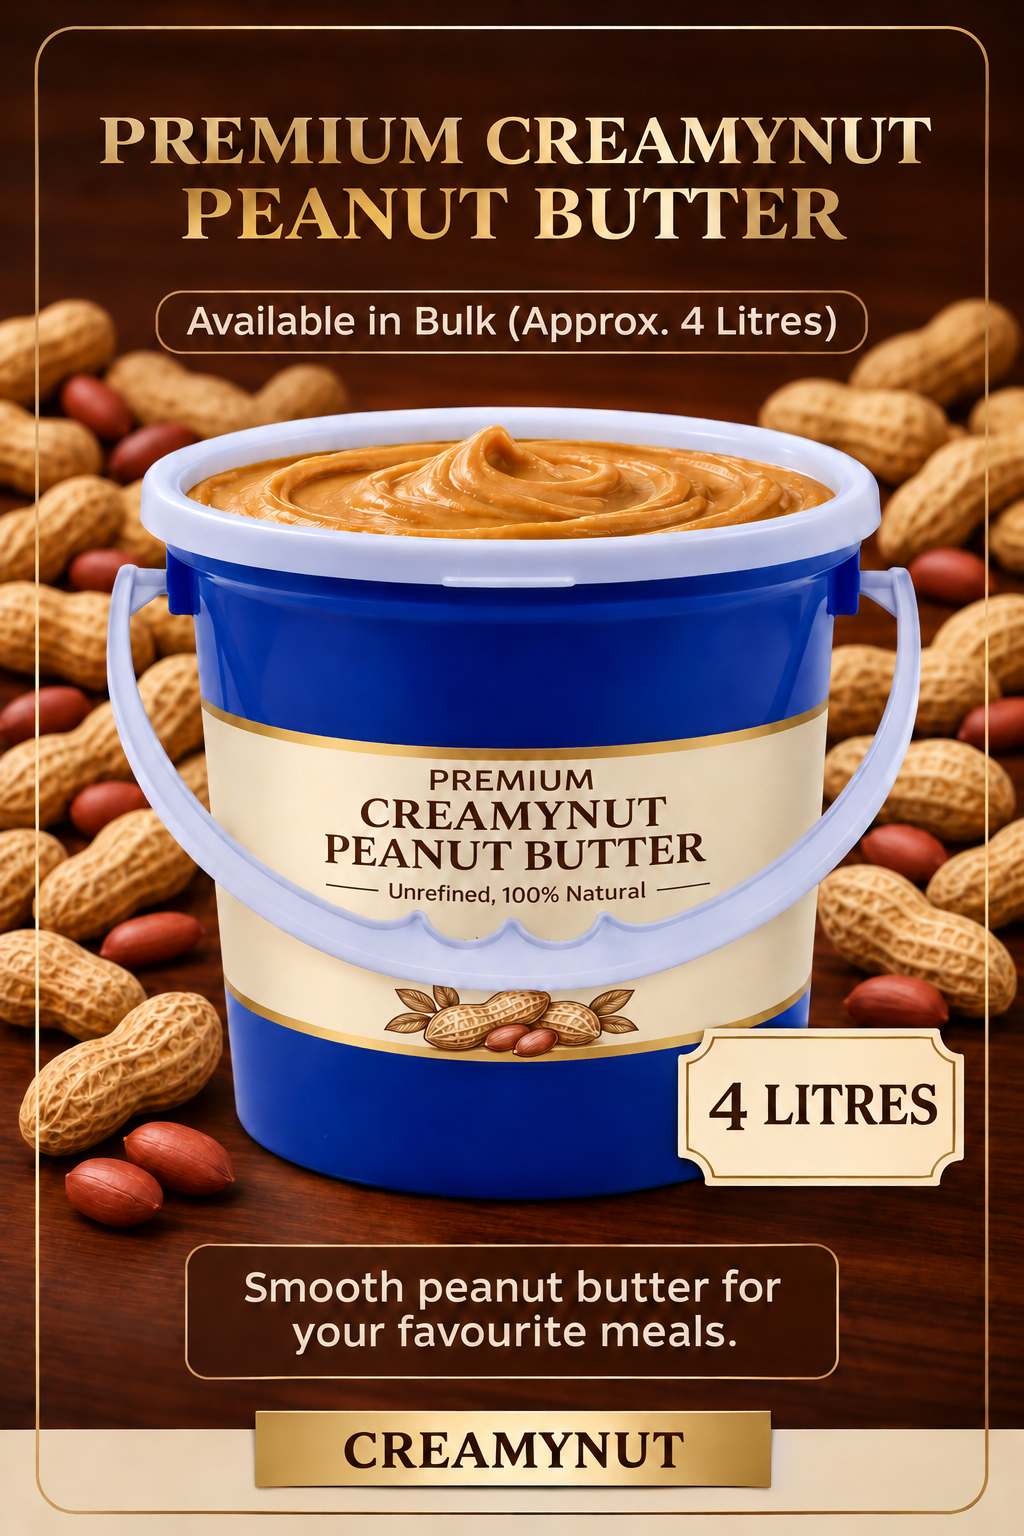 PREMIUM CREAMYNUT
PEANUT BUTTER
Available in Bulk (Approx. 4 Litres)
PREMIUM
CREAMYNUT
PEANUT BUTTER
Unrefined, 100% Natural
4 LITRES
Smooth peanut butter for
your favourite meals.
CREAMYNUT